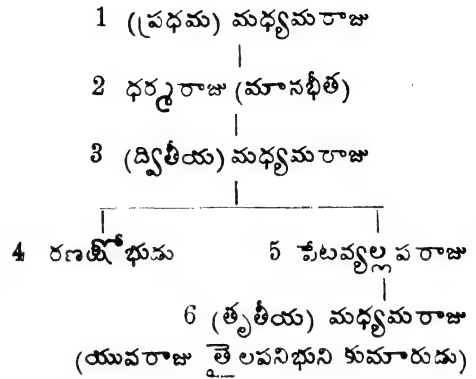 1 (ప్రధమ) మధ్యమరాజు
2 ధర్మరాజు (మానభీత)
3 (ద్వితీయ) మధ్యమరాజు
4 రణక్షోభుడు 5 పేటవ్యల్లపరాజు
6 (తృతీయ) మధ్యమరాజు
(యువరాజు తైలపనిభుని కుమారుడు)